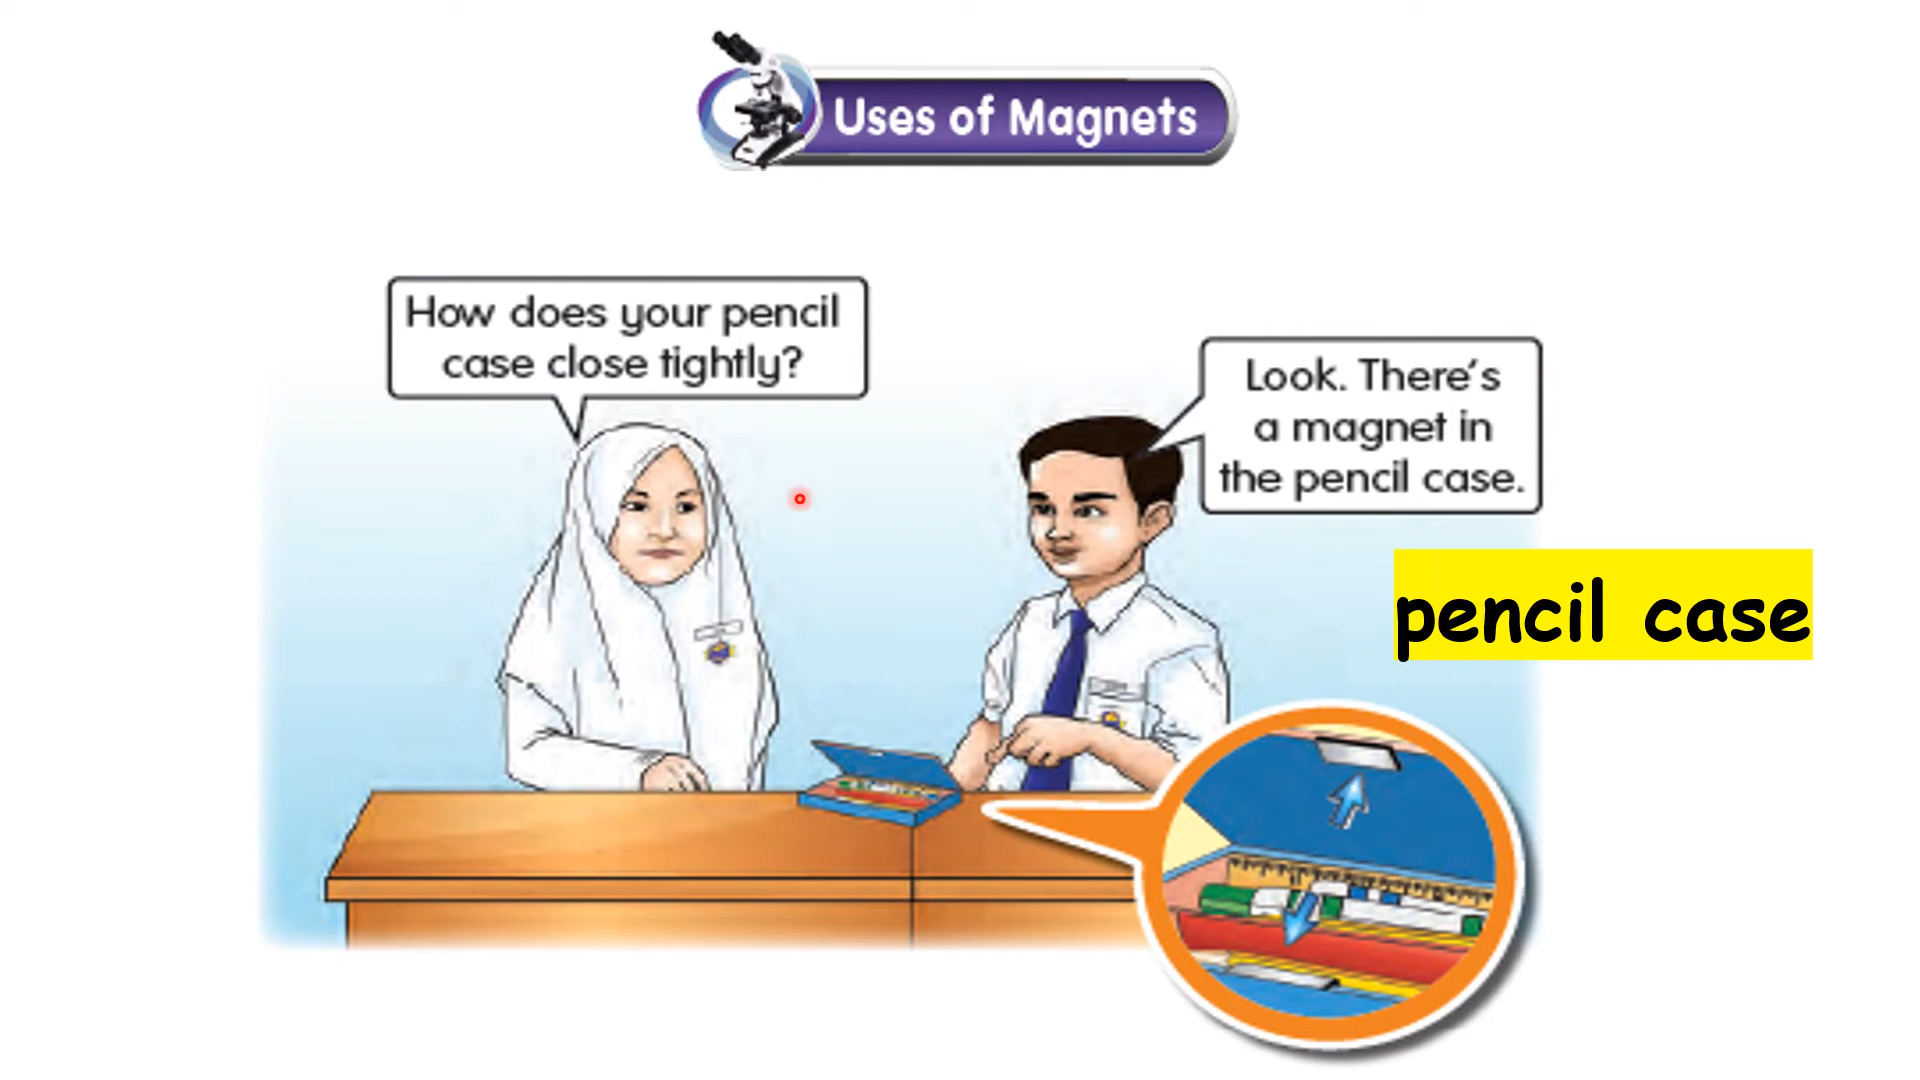 Uses of Magnets
How does your pencil
case close tightly?
Look. There's
a magnet in
the pencil case.
pencil case